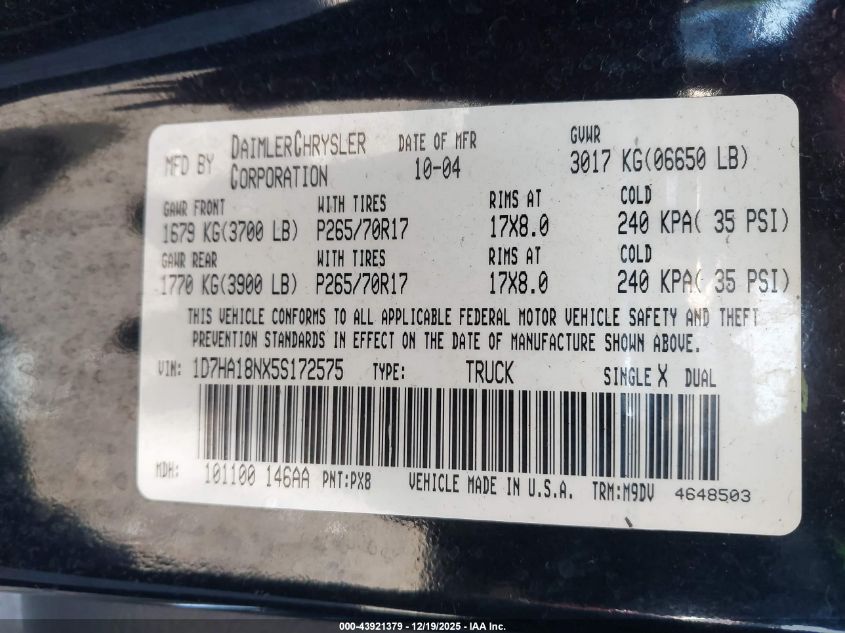 MFD BY DAIMLERCHRYSLER CORPORATION DATE OF MFR 10-04 GVWR 3017 KG(06650 LB)
GAWR FRONT WITH TIRES RIMS AT COLD
1679 KG(3700 LB) P265/70R17 17X8.0 240 KPA( 35 PSI)
GAWR REAR WITH TIRES RIMS AT COLD
1770 KG(3900 LB) P265/70R17 17X8.0 240 KPA( 35 PSI)
THIS VEHICLE CONFORMS TO ALL APPLICABLE FEDERAL MOTOR VEHICLE SAFETY AND THEFT
PREVENTION STANDARDS IN EFFECT ON THE DATE OF MANUFACTURE SHOWN ABOVE.
VIN: 1D7HA18NX5S172575 TYPE: TRUCK SINGLE X DUAL
MDH: 101100 146AA PNT:PX8 VEHICLE MADE IN U.S.A. TRM:M9DV 4648503
000-43921379 - 12/19/2025 - IAA Inc.